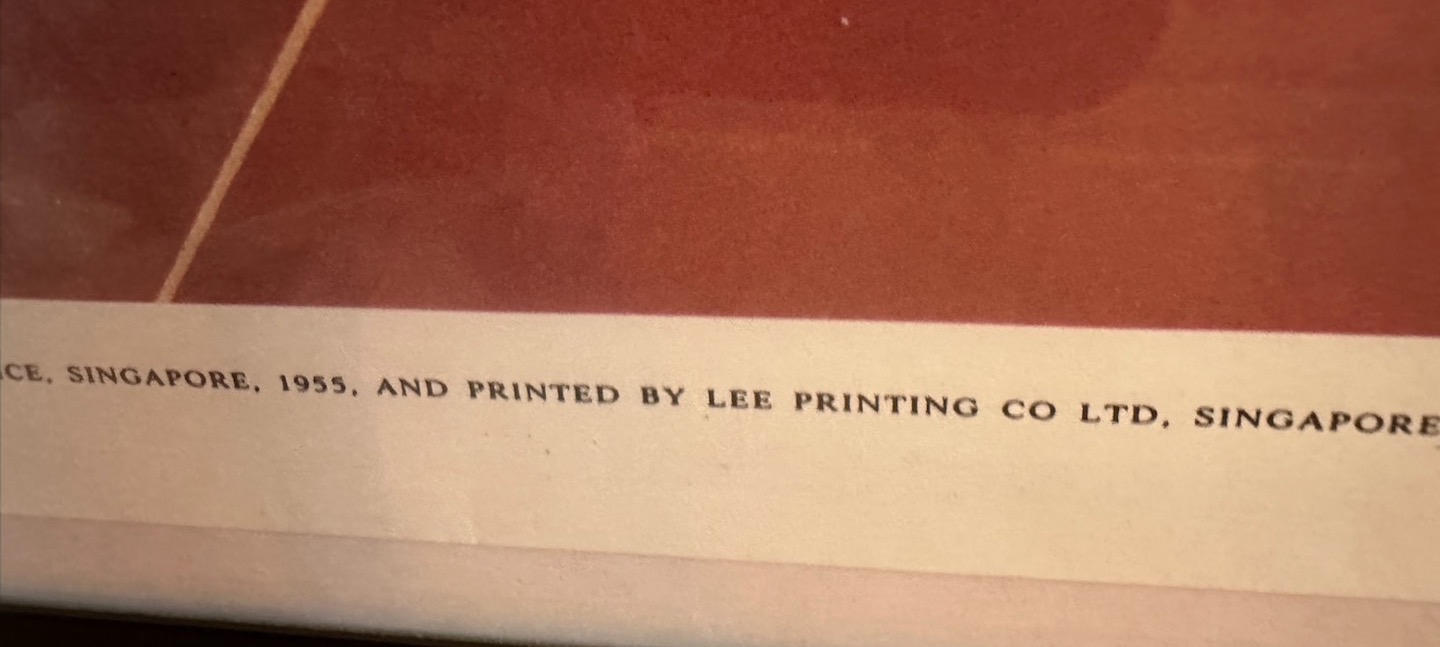 CE, SINGAPORE, 1955, AND PRINTED BY LEE PRINTING CO LTD, SINGAPORE